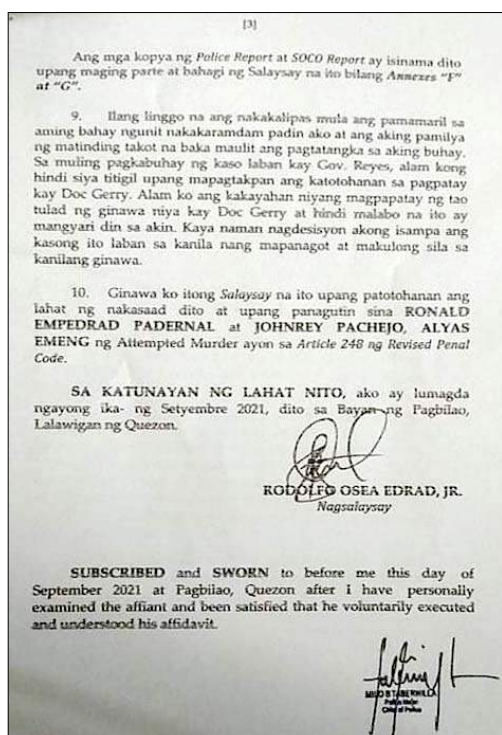 [3]
Ang mga kopya ng Police Report at SOCO Report ay isinama dito
upang maging parte at bahagi ng Salaysay na ito bilang Annexes "F"
at "G".
9. Ilang linggo na ang nakakalipas mula ang pamamaril sa
aming bahay ngunit nakakaramdam padin ako at ang aking pamilya
ng matinding takot na baka maulit ang pagtatangka sa aking buhay.
Sa muling pagkabuhay ng kaso laban kay Gov. Reyes, alam kong
hindi siya titigil upang mapagtakpan ang katotohanan sa pagpatay
kay Doc Gerry. Alam ko ang kakayahan niyang magpapatay ng tao
tulad ng ginawa niya kay Doc Gerry at hindi malabo na ito ay
mangyari din sa akin. Kaya naman nagdesisyon akong isampa ang
kasong ito laban sa kanila nang mapanagot at makulong sila sa
kanilang ginawa.
10. Ginawa ko itong Salaysay na ito upang patotohanan ang
lahat ng nakasaad dito at upang panagutin sina RONALD
EMPEDRAD PADERNAL at JOHNREY PACHEJO, ALYAS
EMENG ng Attempted Murder ayon sa Article 248 ng Revised Penal
Code.
SA KATUNAYAN NG LAHAT NITO, ako ay lumagda
ngayong ika- ng Setyembre 2021, dito sa Bayan ng Pagbilao,
Lalawigan ng Quezon.
RODOLFO OSEA EDRAD, JR.
Nagsalaysay
SUBSCRIBED and SWORN to before me this day of
September 2021 at Pagbilao, Quezon after i have personally
examined the affiant and been satisfied that he voluntarily executed
and understood his affidavit.
Police Major
Chief of Police